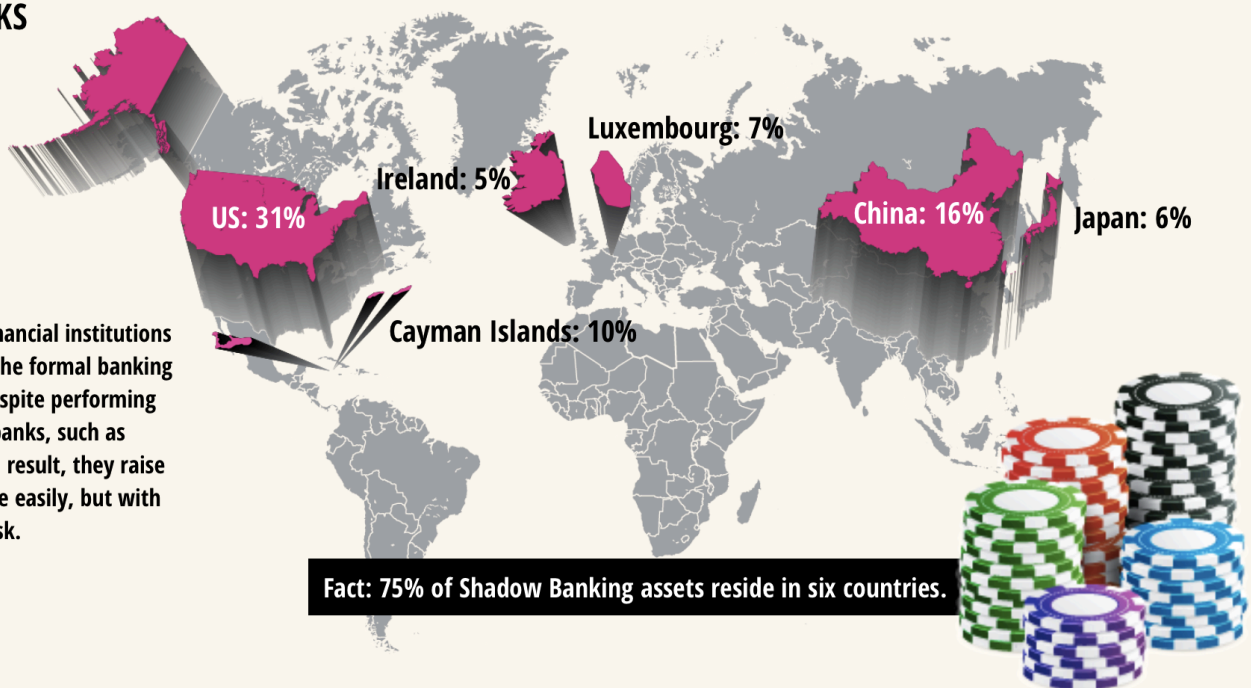 KS
Luxembourg: 7%
Ireland: 5%
US: 31%
China: 16%
Japan: 6%
Cayman Islands: 10%
nancial institutions
he formal banking
spite performing
banks, such as
result, they raise
e easily, but with
sk.
Fact: 75% of Shadow Banking assets reside in six countries.